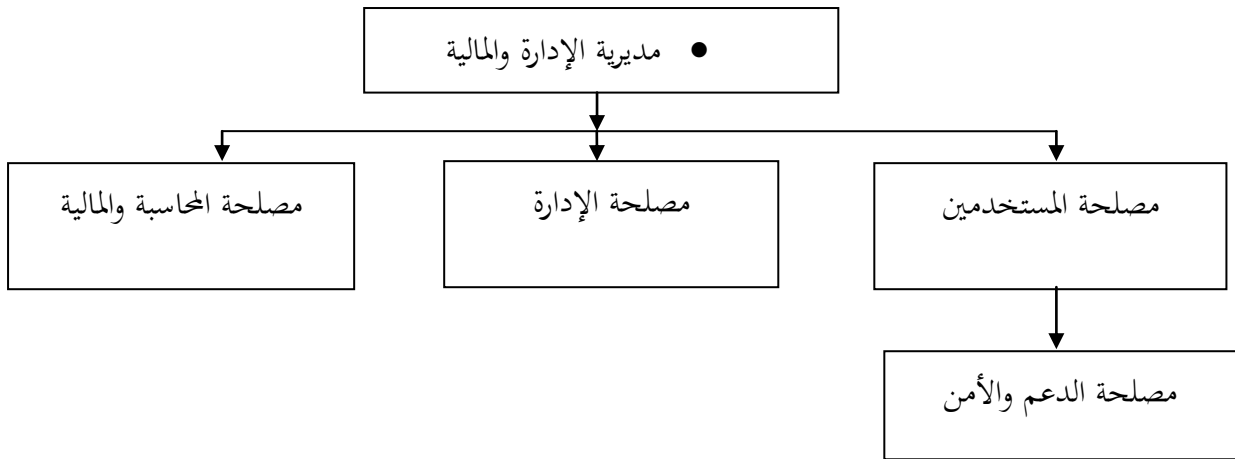 • مديرية الإدارة والمالية
مصلحة المستخدمين
مصلحة الإدارة
مصلحة المحاسبة والمالية
مصلحة الدعم والأمن